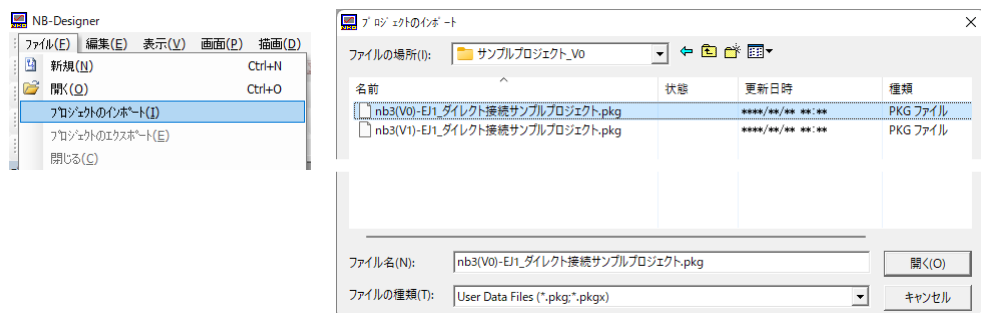 NB-Designer
ファイル(F) 編集(E) 表示(V) 画面(P) 描画(D)
新規(N) Ctrl+N
開く(O) Ctrl+O
プロジェクトのインポート(I)
プロジェクトのエクスポート(E)
閉じる(C)
プロジェクトのインポート
ファイルの場所(I): サンプルプロジェクト_V0
名前 状態 更新日時 種類
nb3(V0)-EJ1_ダイレクト接続サンプルプロジェクト.pkg ****/**/** **:** PKG ファイル
nb3(V1)-EJ1_ダイレクト接続サンプルプロジェクト.pkg ****/**/** **:** PKG ファイル
ファイル名(N): nb3(V0)-EJ1_ダイレクト接続サンプルプロジェクト.pkg 開く(O)
ファイルの種類(T): User Data Files (*.pkg;*.pkgx) キャンセル